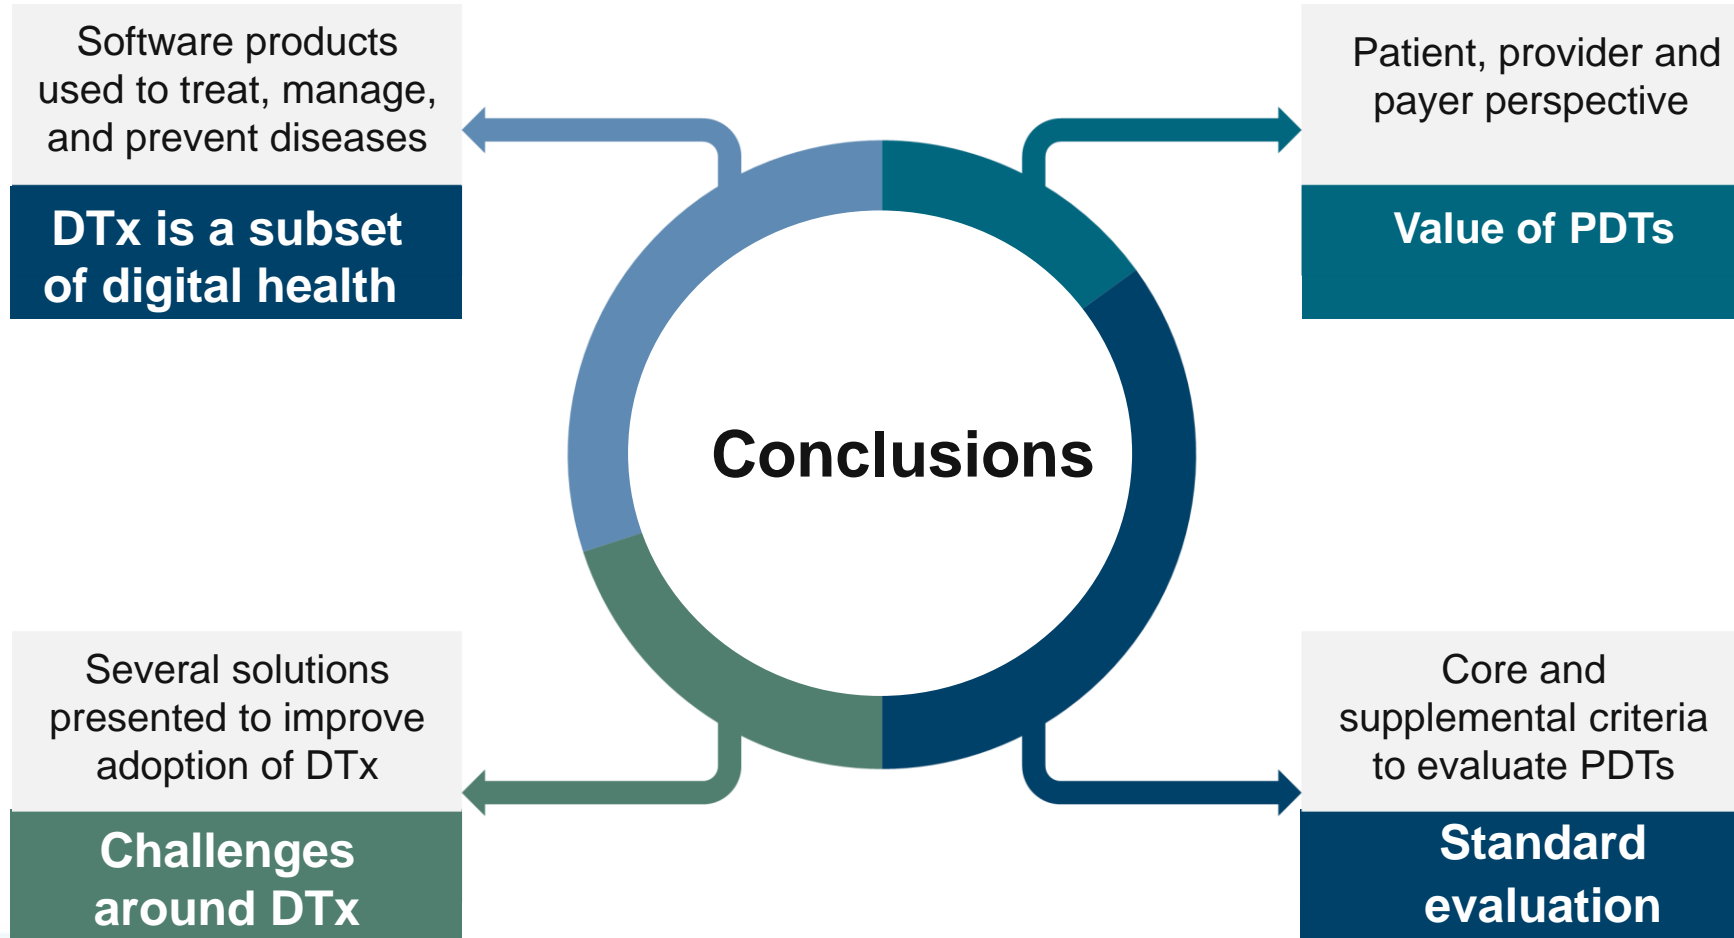 Software products
used to treat, manage,
and prevent diseases
DTx is a subset
of digital health
Patient, provider and
payer perspective
Value of PDTs
Conclusions
Several solutions
presented to improve
adoption of DTx
Challenges
around DTx
Core and
supplemental criteria
to evaluate PDTs
Standard
evaluation